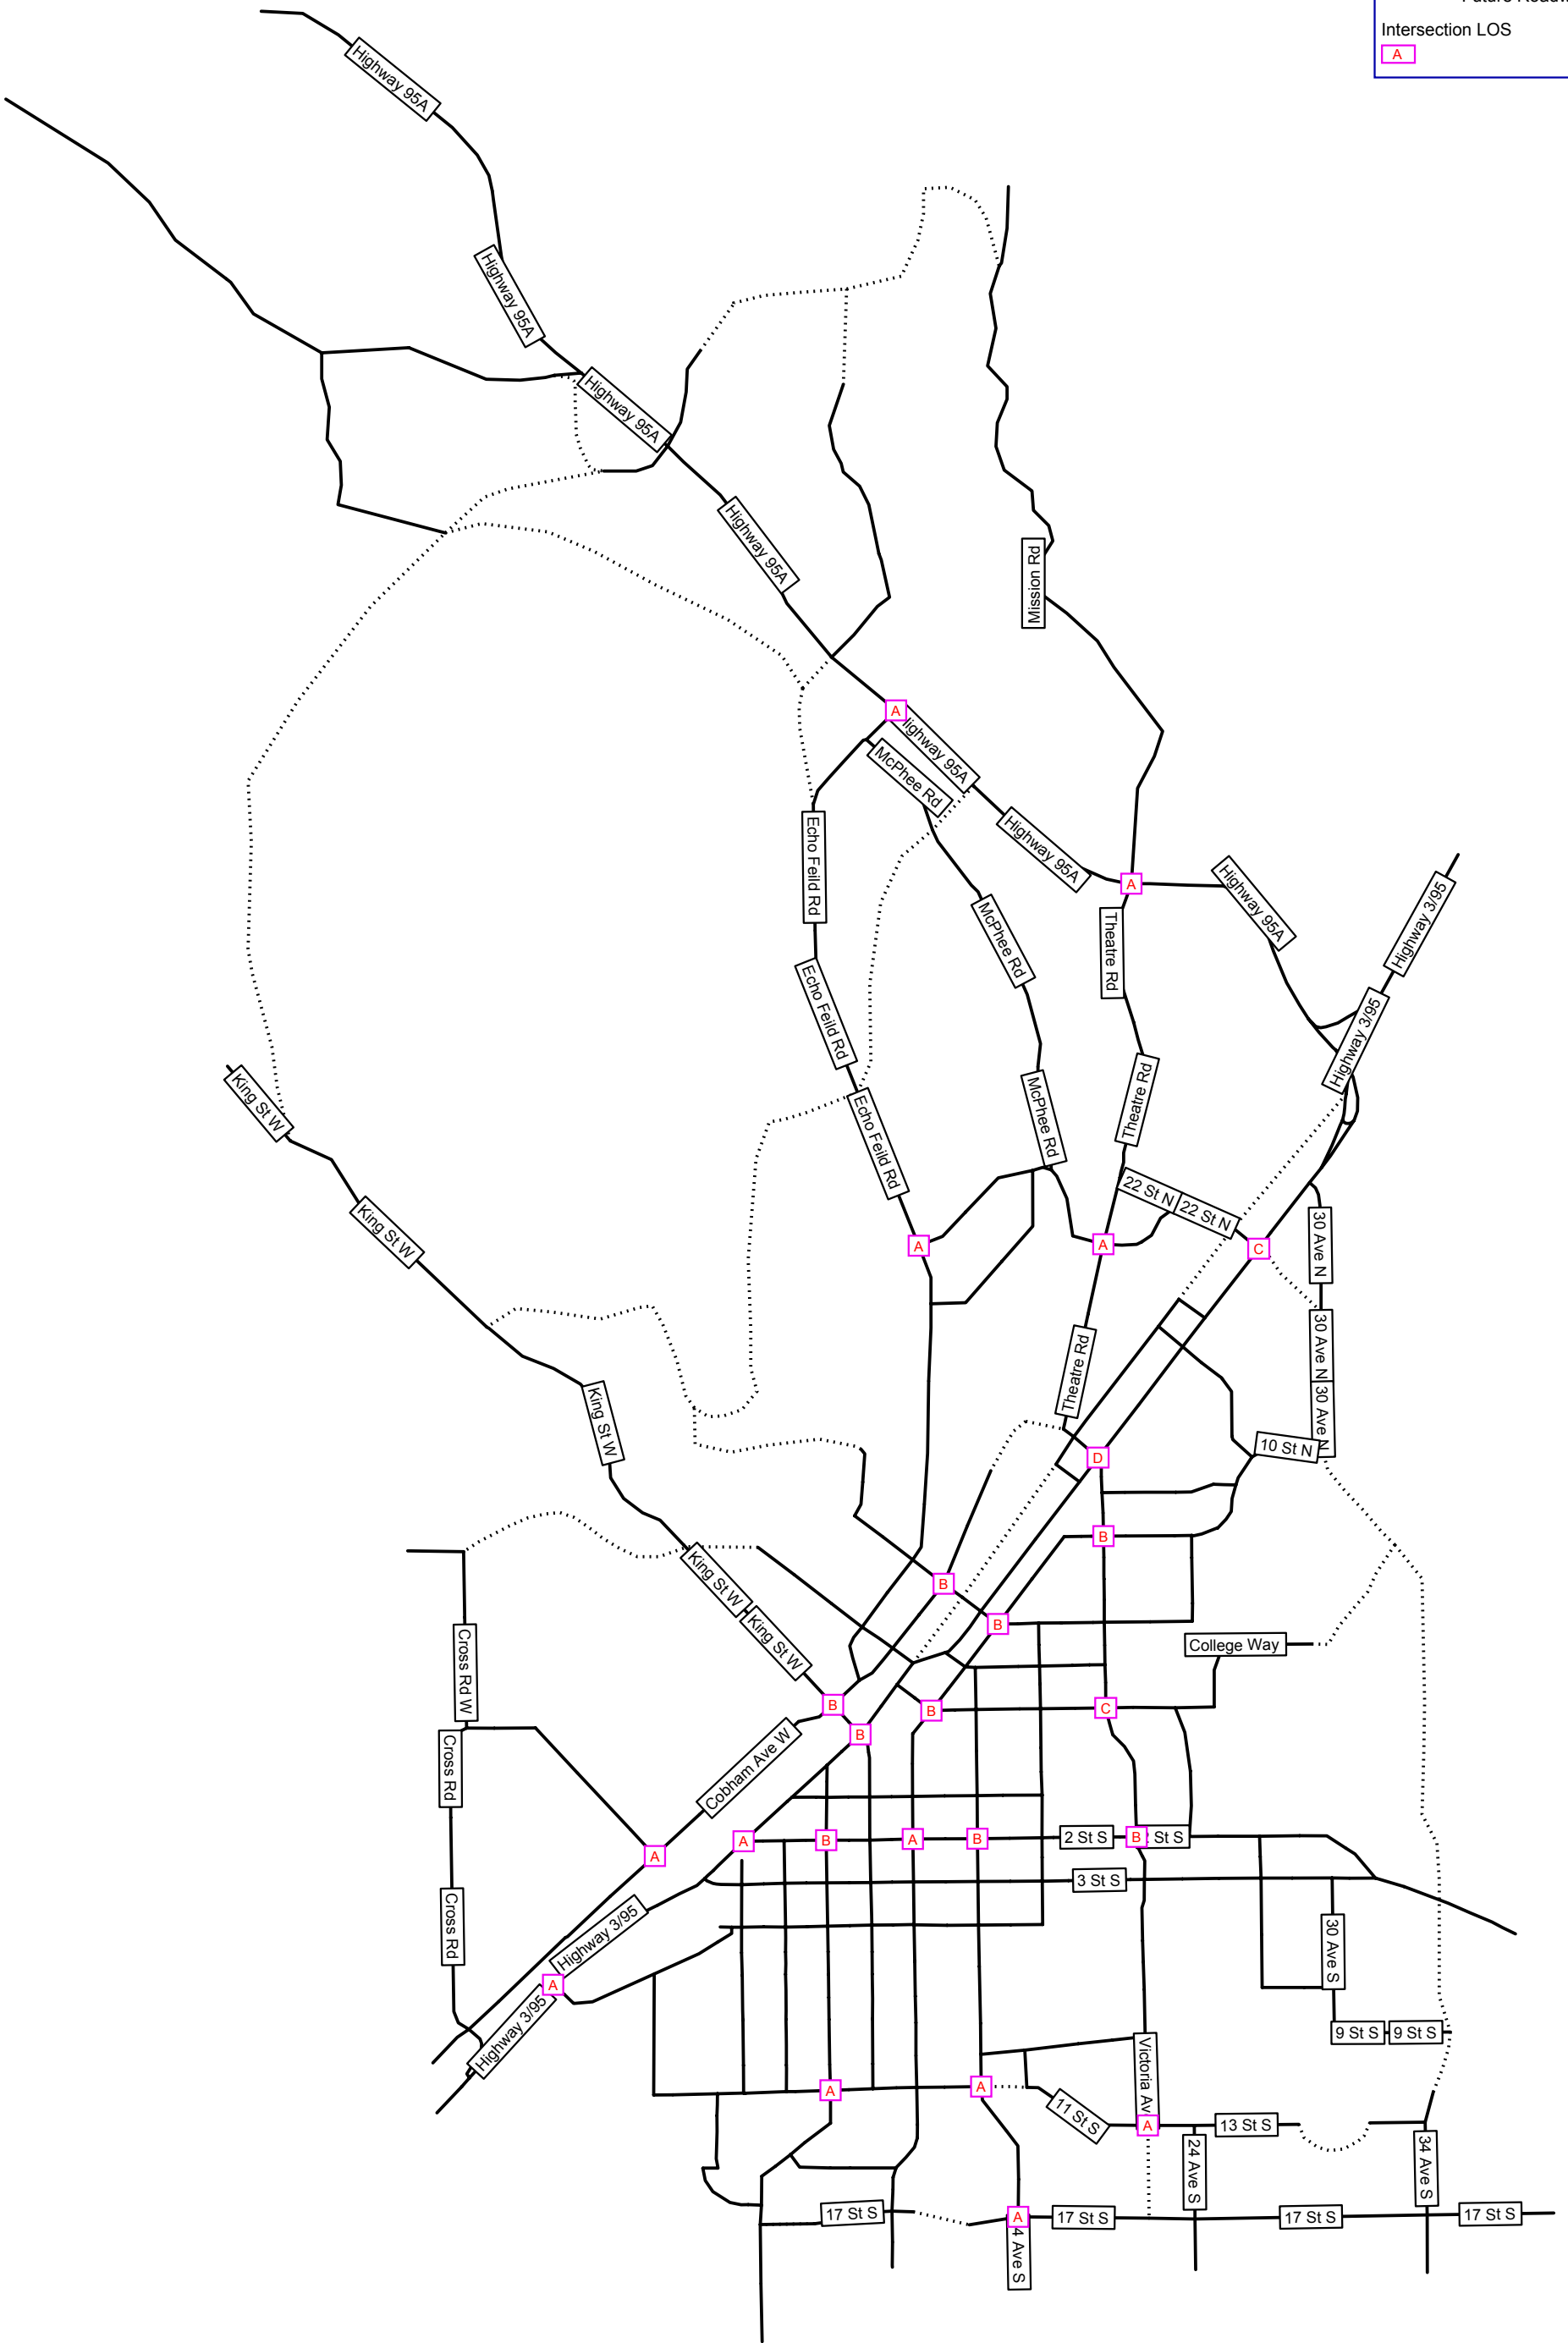 Intersection LOS
A
Highway 95A
Highway 95A
Highway 95A
Highway 95A
Mission Rd
A
Highway 95A
McPhee Rd
Highway 95A
Echo Feild Rd
A
Highway 95A
Highway 3/95
McPhee Rd
Theatre Rd
Echo Feild Rd
Highway 3/95
King St W
Theatre Rd
McPhee Rd
Echo Feild Rd
22 St N
22 St N
King St W
A
A
C
30 Ave N
30 Ave N
Theatre Rd
King St W
30 Ave N
10 St N
D
B
King St W
B
King St W
B
College Way
Cross Rd W
B
B
C
B
Cross Rd
Cobham Ave W
A
A
B
A
B
2 St S
B
St S
3 St S
Cross Rd
Highway 3/95
30 Ave S
A
Highway 3/95
9 St S
9 St S
Victoria Av
A
A
11 St S
A
13 St S
24 Ave S
34 Ave S
17 St S
A
17 St S
17 St S
17 St S
4 Ave S